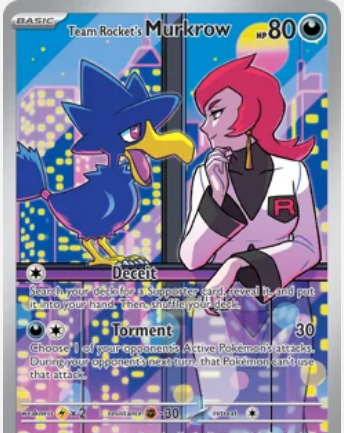 BASIC
Team Rocket's Murkrow HP80
R
Deceit
Search your deck for a Supporter card, reveal it, and put
it into your hand. Then, shuffle your deck.
Torment 30
Choose 1 of your opponent's Active Pokémon's attacks.
During your opponent's next turn, that Pokémon can't use
that attack.
weakness ×2 resistance -30 retreat